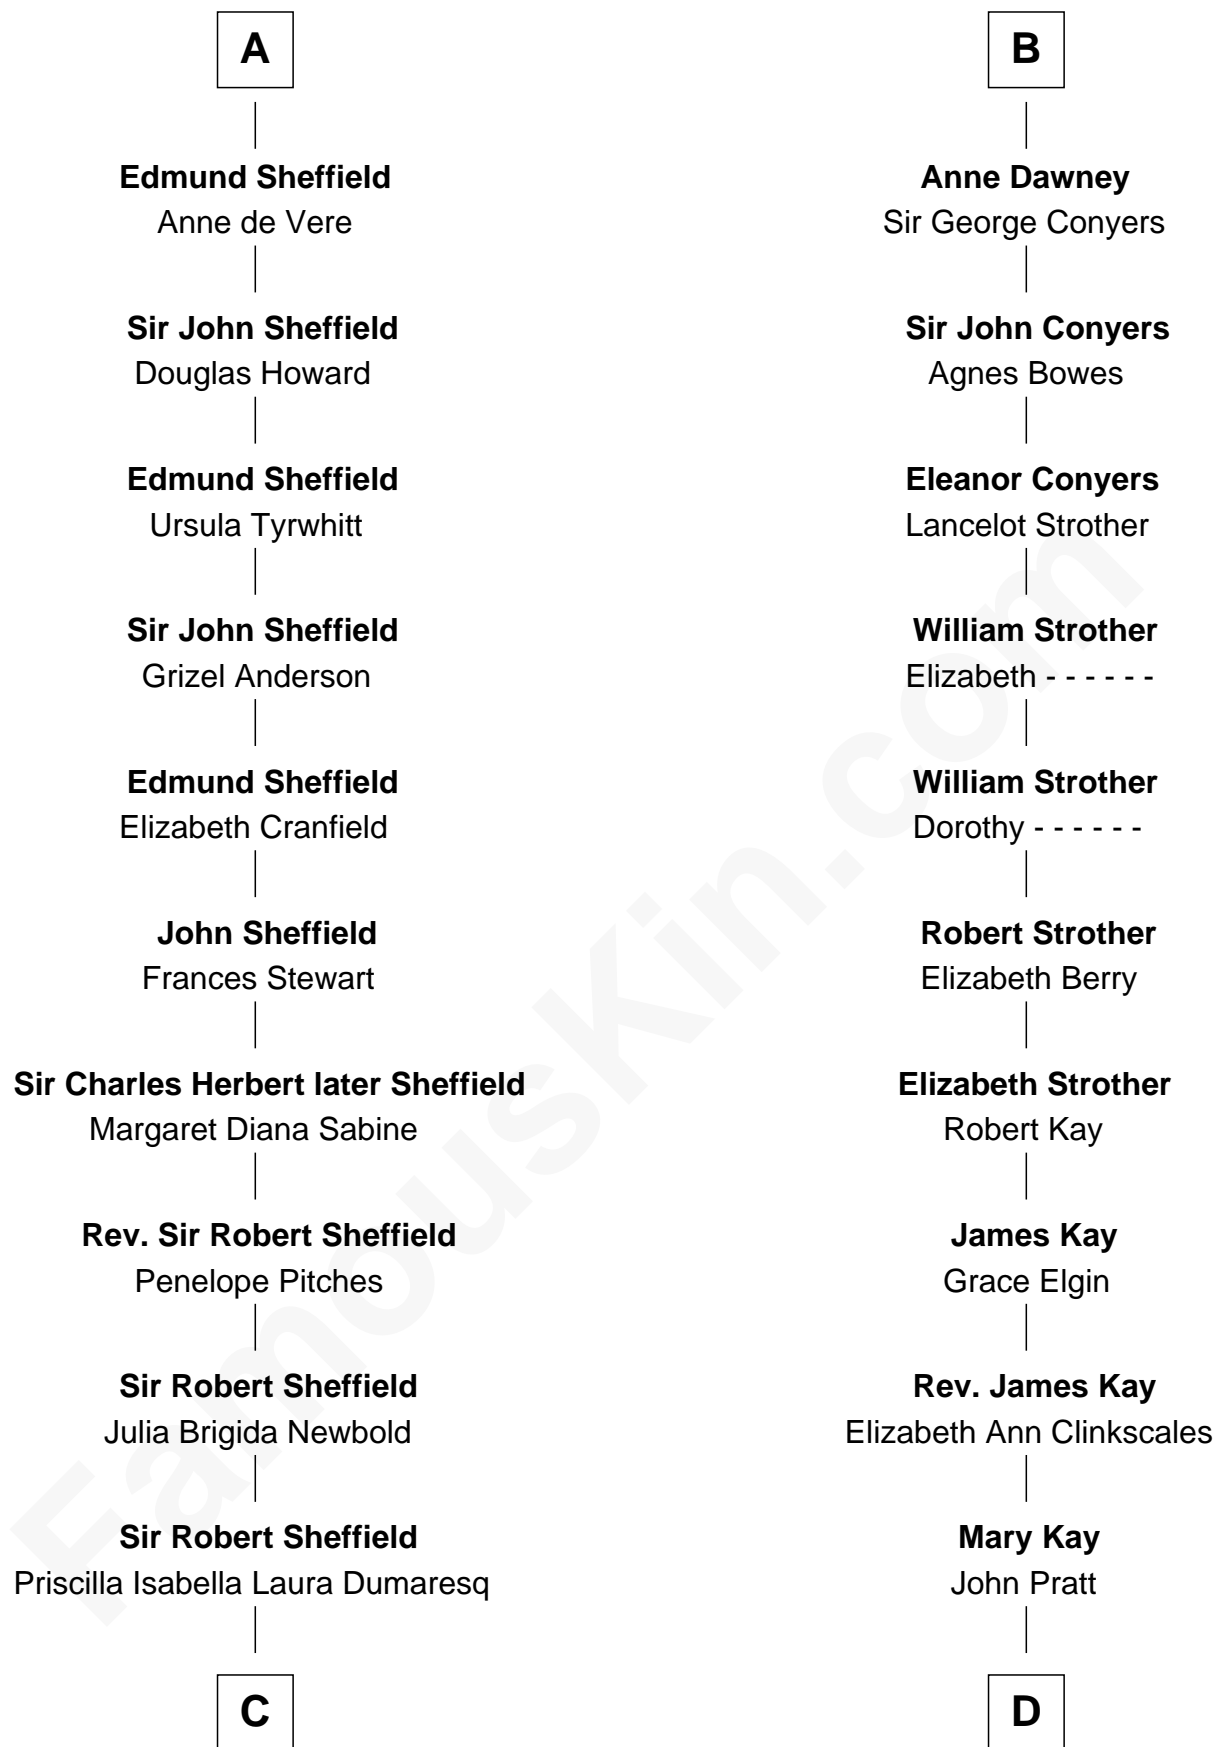 A
Edmund Sheffield
Anne de Vere
Sir John Sheffield
Douglas Howard
Edmund Sheffield
Ursula Tyrwhitt
Sir John Sheffield
Grizel Anderson
Edmund Sheffield
Elizabeth Cranfield
John Sheffield
Frances Stewart
Sir Charles Herbert later Sheffield
Margaret Diana Sabine
Rev. Sir Robert Sheffield
Penelope Pitches
Sir Robert Sheffield
Julia Brigida Newbold
Sir Robert Sheffield
Priscilla Isabella Laura Dumaresq
C
B
Anne Dawney
Sir George Conyers
Sir John Conyers
Agnes Bowes
Eleanor Conyers
Lancelot Strother
William Strother
Elizabeth - - - - - -
William Strother
Dorothy - - - - - -
Robert Strother
Elizabeth Berry
Elizabeth Strother
Robert Kay
James Kay
Grace Elgin
Rev. James Kay
Elizabeth Ann Clinkscales
Mary Kay
John Pratt
D
FamousKin.com